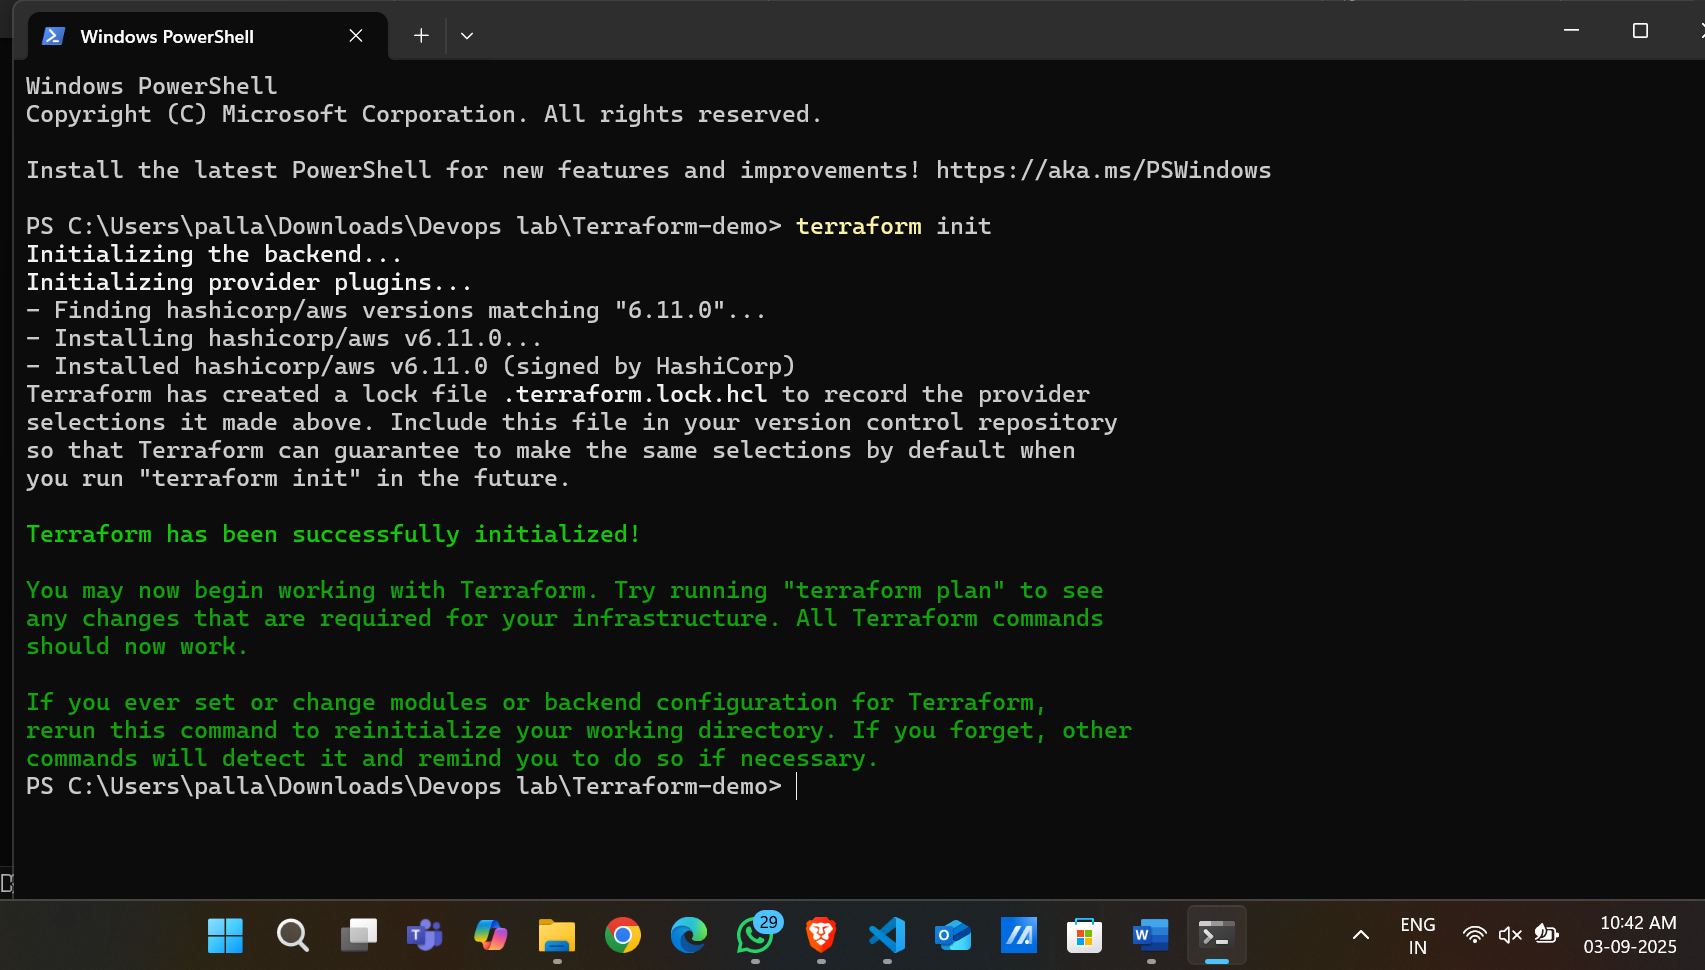 Windows PowerShell
Windows PowerShell
Copyright (C) Microsoft Corporation. All rights reserved.
Install the latest PowerShell for new features and improvements! https://aka.ms/PSWindows
PS C:\Users\palla\Downloads\Devops lab\Terraform-demo> terraform init
Initializing the backend...
Initializing provider plugins...
- Finding hashicorp/aws versions matching "6.11.0"...
- Installing hashicorp/aws v6.11.0...
- Installed hashicorp/aws v6.11.0 (signed by HashiCorp)
Terraform has created a lock file .terraform.lock.hcl to record the provider
selections it made above. Include this file in your version control repository
so that Terraform can guarantee to make the same selections by default when
you run "terraform init" in the future.
Terraform has been successfully initialized!
You may now begin working with Terraform. Try running "terraform plan" to see
any changes that are required for your infrastructure. All Terraform commands
should now work.
If you ever set or change modules or backend configuration for Terraform,
rerun this command to reinitialize your working directory. If you forget, other
commands will detect it and remind you to do so if necessary.
PS C:\Users\palla\Downloads\Devops lab\Terraform-demo>
29
ENG
IN
10:42 AM
03-09-2025